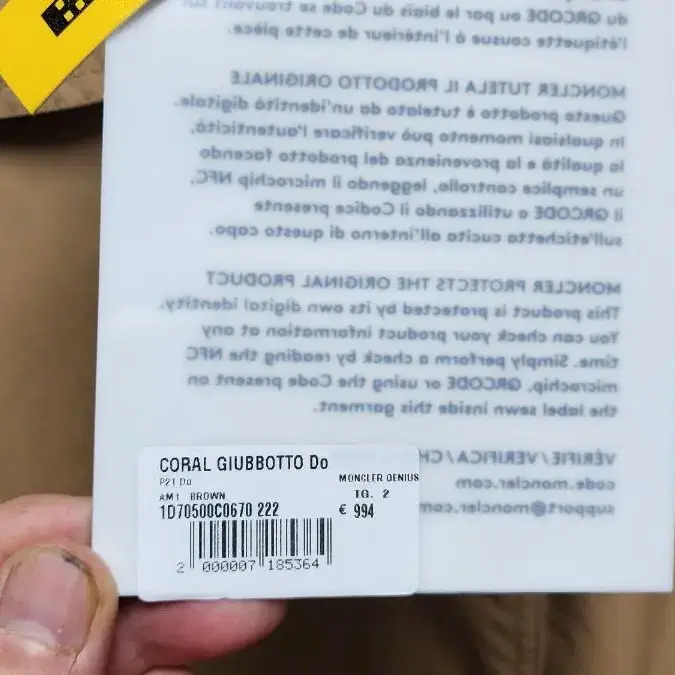 du QRCODE ou par le biais du Code se trouvant sur
l'étiquette cousue à l'intérieur de cette pièce.
MONCLER TUTELA IL PRODOTTO ORIGINALE
Questo prodotto è tutelato da un'identità digitale.
In qualsiasi momento può verificare l'autenticità,
la qualità e la provenienza del prodotto facendo
un semplice controllo, leggendo il microchip NFC,
il QRCODE o utilizzando il Codice presente
sull'etichetta cucita all'interno di questo capo.
MONCLER PROTECTS THE ORIGINAL PRODUCT
This product is protected by its own digital identity.
You can check your product information at any
time. Simply perform a check by reading the NFC
microchip, QRCODE or using the Code present on
the label sewn inside this garment.
VÉRIFIE/VERIFICA/CH
code.moncler.com
support@moncler.com
CORAL GIUBBOTTO Do
P21 Do
MONCLER GENIUS
AM1 BROWN
TG. 2
1D70500C0670 222
€ 994
2 000007 185364